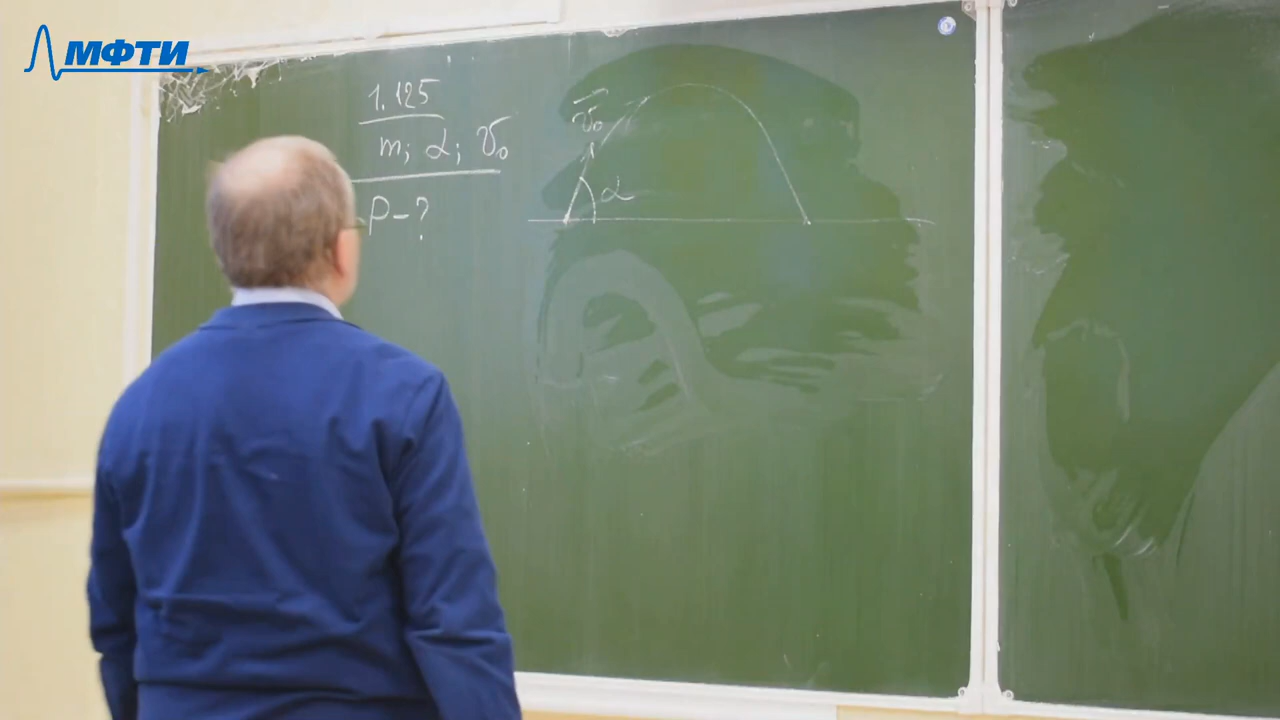 МФТИ
1.125
m; α; v₀
P-?
v₀
α